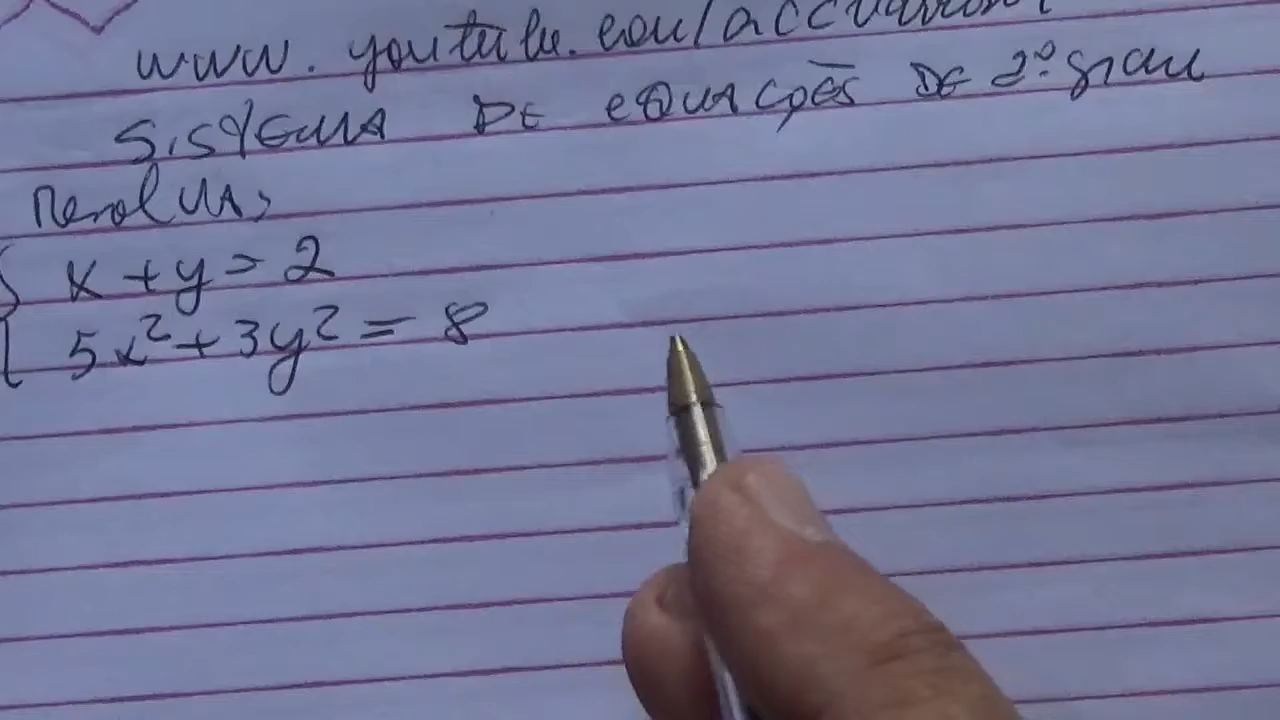 www.youtube.com/
SISTEMA DE EQUAÇÕES DE 2º grau
Resolva
x + y = 2
5x² + 3y² = 8